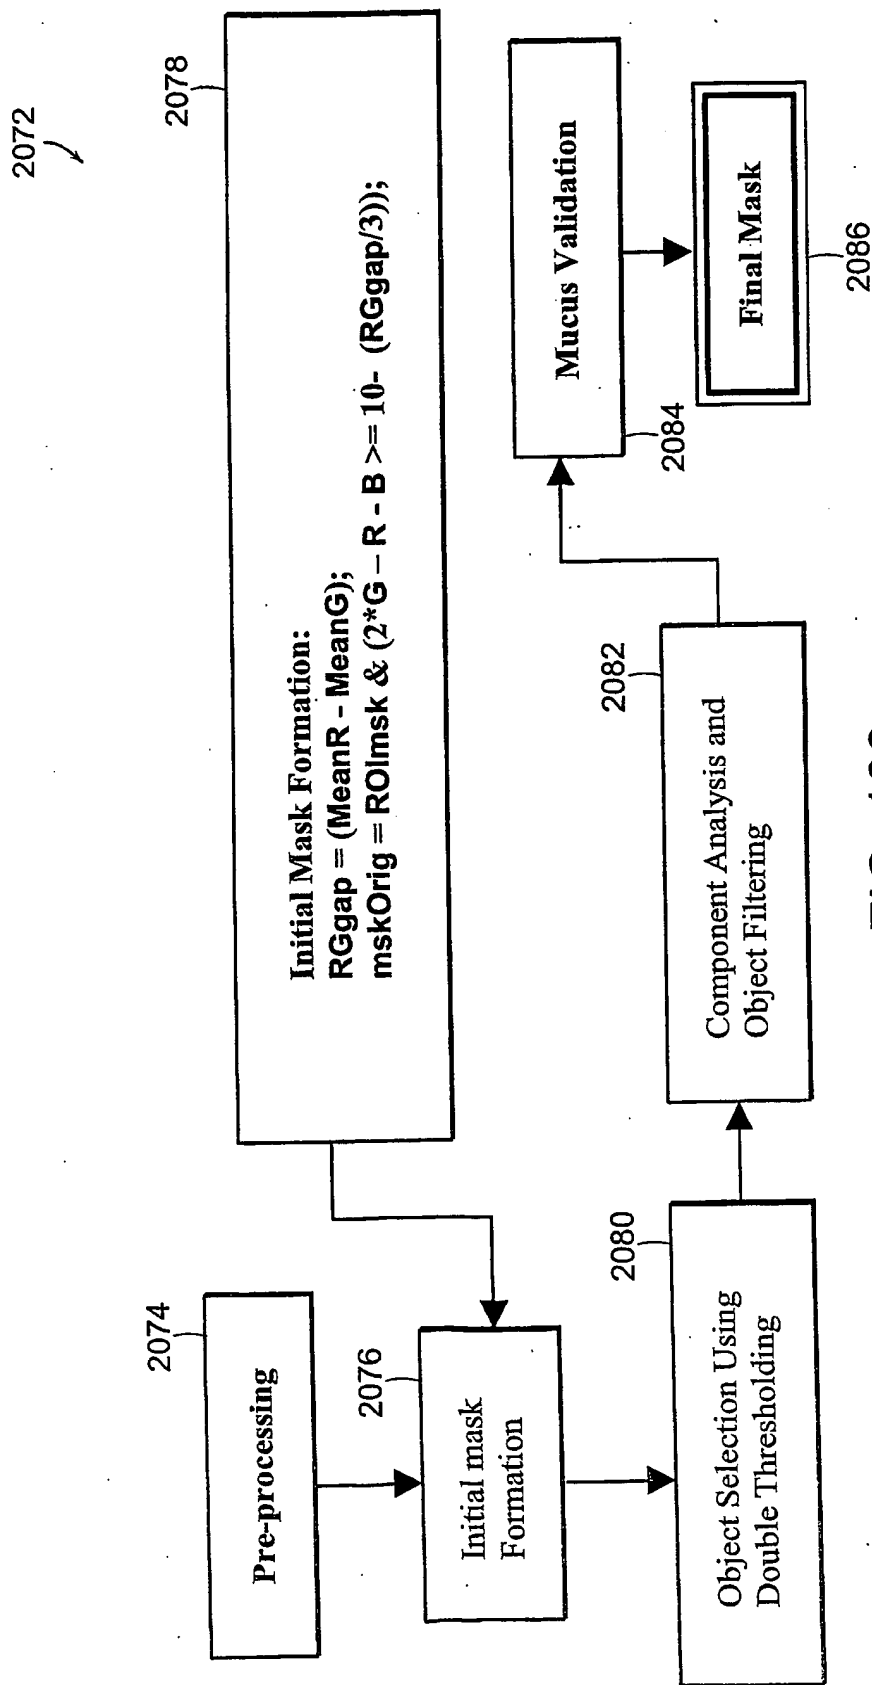 2072
2074
Pre-processing
2078
Initial Mask Formation:
RGgap = (MeanR - MeanG);
mskOrig = ROImsk & (2*G – R - B >= 10- (RGgap/3));
2076
Initial mask
Formation
2080
Object Selection Using
Double Thresholding
2082
Component Analysis and
Object Filtering
2084
Mucus Validation
Final Mask
2086